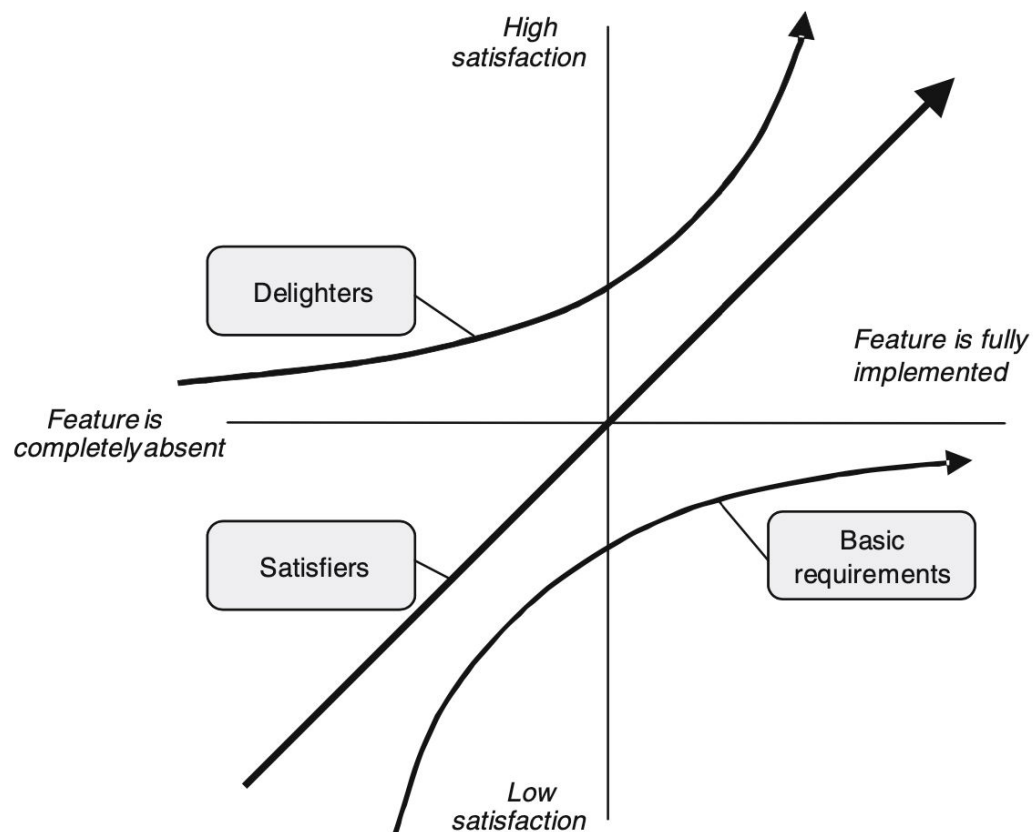 High
satisfaction
Delighters
Feature is fully
implemented
Feature is
completely absent
Satisfiers
Basic
requirements
Low
satisfaction